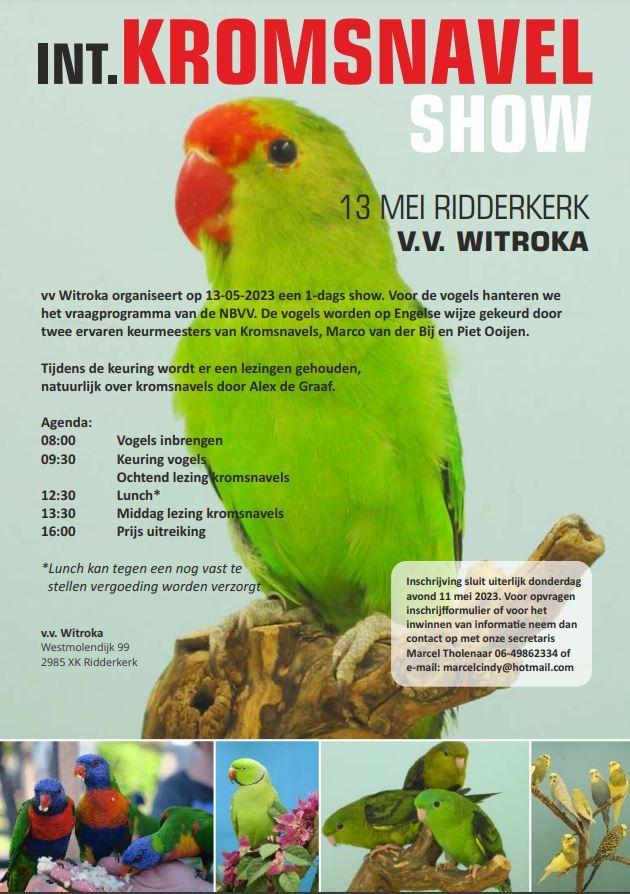 INT. KROMSNAVEL
SHOW
13 MEI RIDDERKERK
V.V. WITROKA
vv Witroka organiseert op 13-05-2023 een 1-dags show. Voor de vogels hanteren we
het vraagprogramma van de NBVV. De vogels worden op Engelse wijze gekeurd door
twee ervaren keurmeesters van Kromsnavels, Marco van der Bij en Piet Ooijen.
Tijdens de keuring wordt er een lezingen gehouden,
natuurlijk over kromsnavels door Alex de Graaf.
Agenda:
08:00 Vogels inbrengen
09:30 Keuring vogels
Ochtend lezing kromsnavels
12:30 Lunch*
13:30 Middag lezing kromsnavels
16:00 Prijs uitreiking
*Lunch kan tegen een nog vast te
stellen vergoeding worden verzorgt
v.v. Witroka
Westmolendijk 99
2985 XK Ridderkerk
Inschrijving sluit uiterlijk donderdag
avond 11 mei 2023. Voor opvragen
inschrijfformulier of voor het
inwinnen van informatie neem dan
contact op met onze secretaris
Marcel Tholenaar 06-49862334 of
e-mail: marcelcindy@hotmail.com